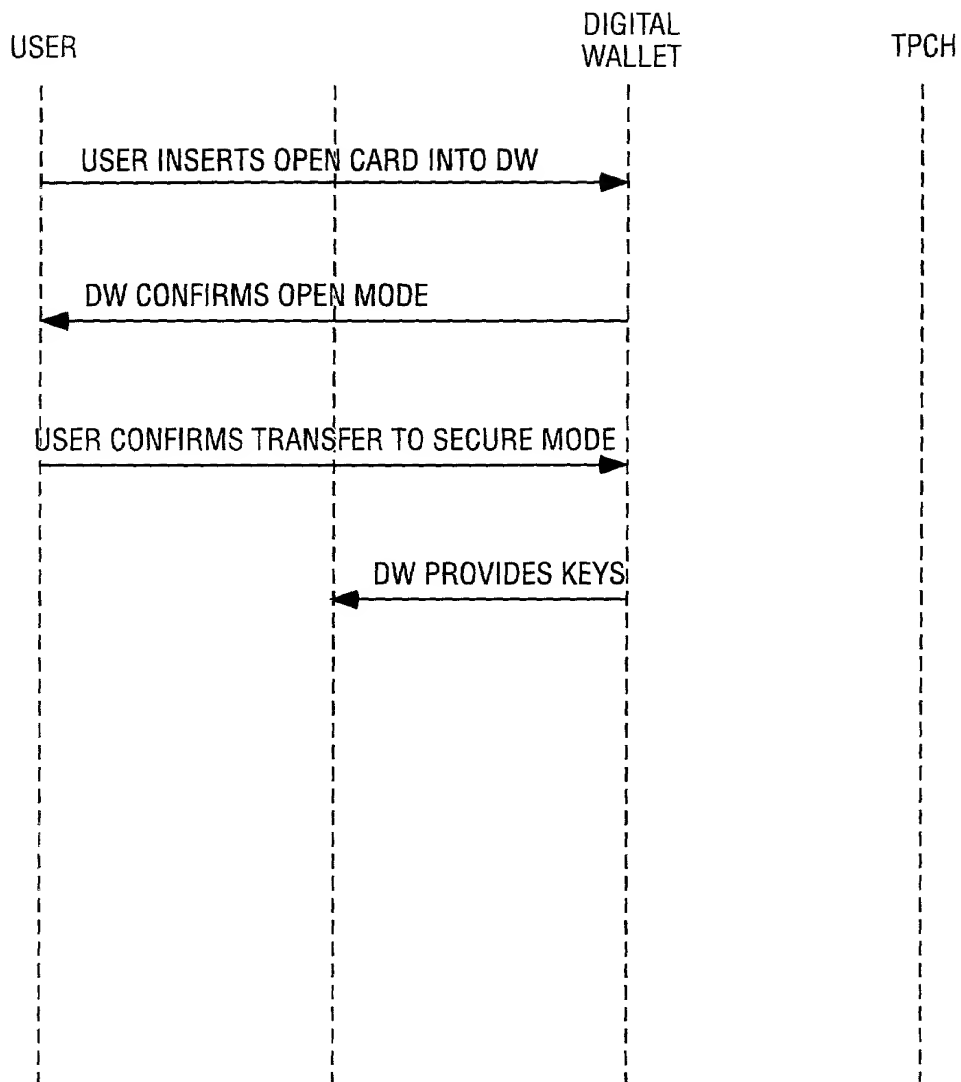 USER
DIGITAL
WALLET
TPCH
USER INSERTS OPEN CARD INTO DW
DW CONFIRMS OPEN MODE
USER CONFIRMS TRANSFER TO SECURE MODE
DW PROVIDES KEYS